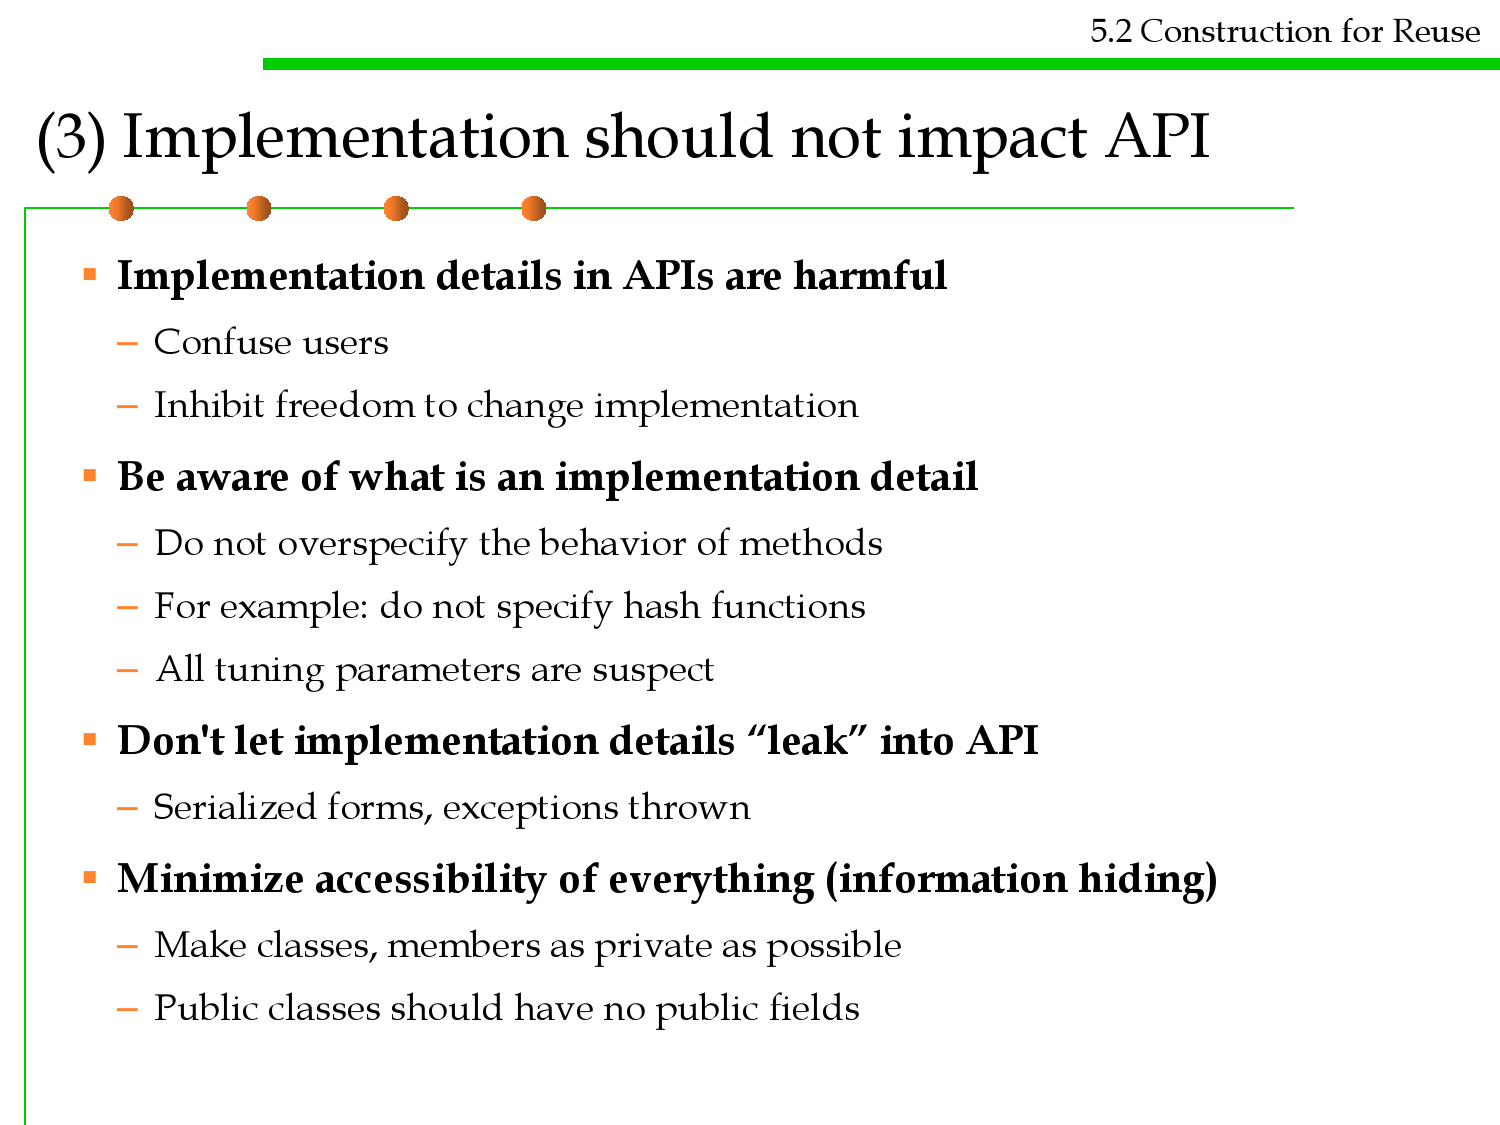 5.2 Construction for Reuse
(3) Implementation should not impact API
▪ Implementation details in APIs are harmful
– Confuse users
– Inhibit freedom to change implementation
▪ Be aware of what is an implementation detail
– Do not overspecify the behavior of methods
– For example: do not specify hash functions
– All tuning parameters are suspect
▪ Don't let implementation details “leak” into API
– Serialized forms, exceptions thrown
▪ Minimize accessibility of everything (information hiding)
– Make classes, members as private as possible
– Public classes should have no public fields